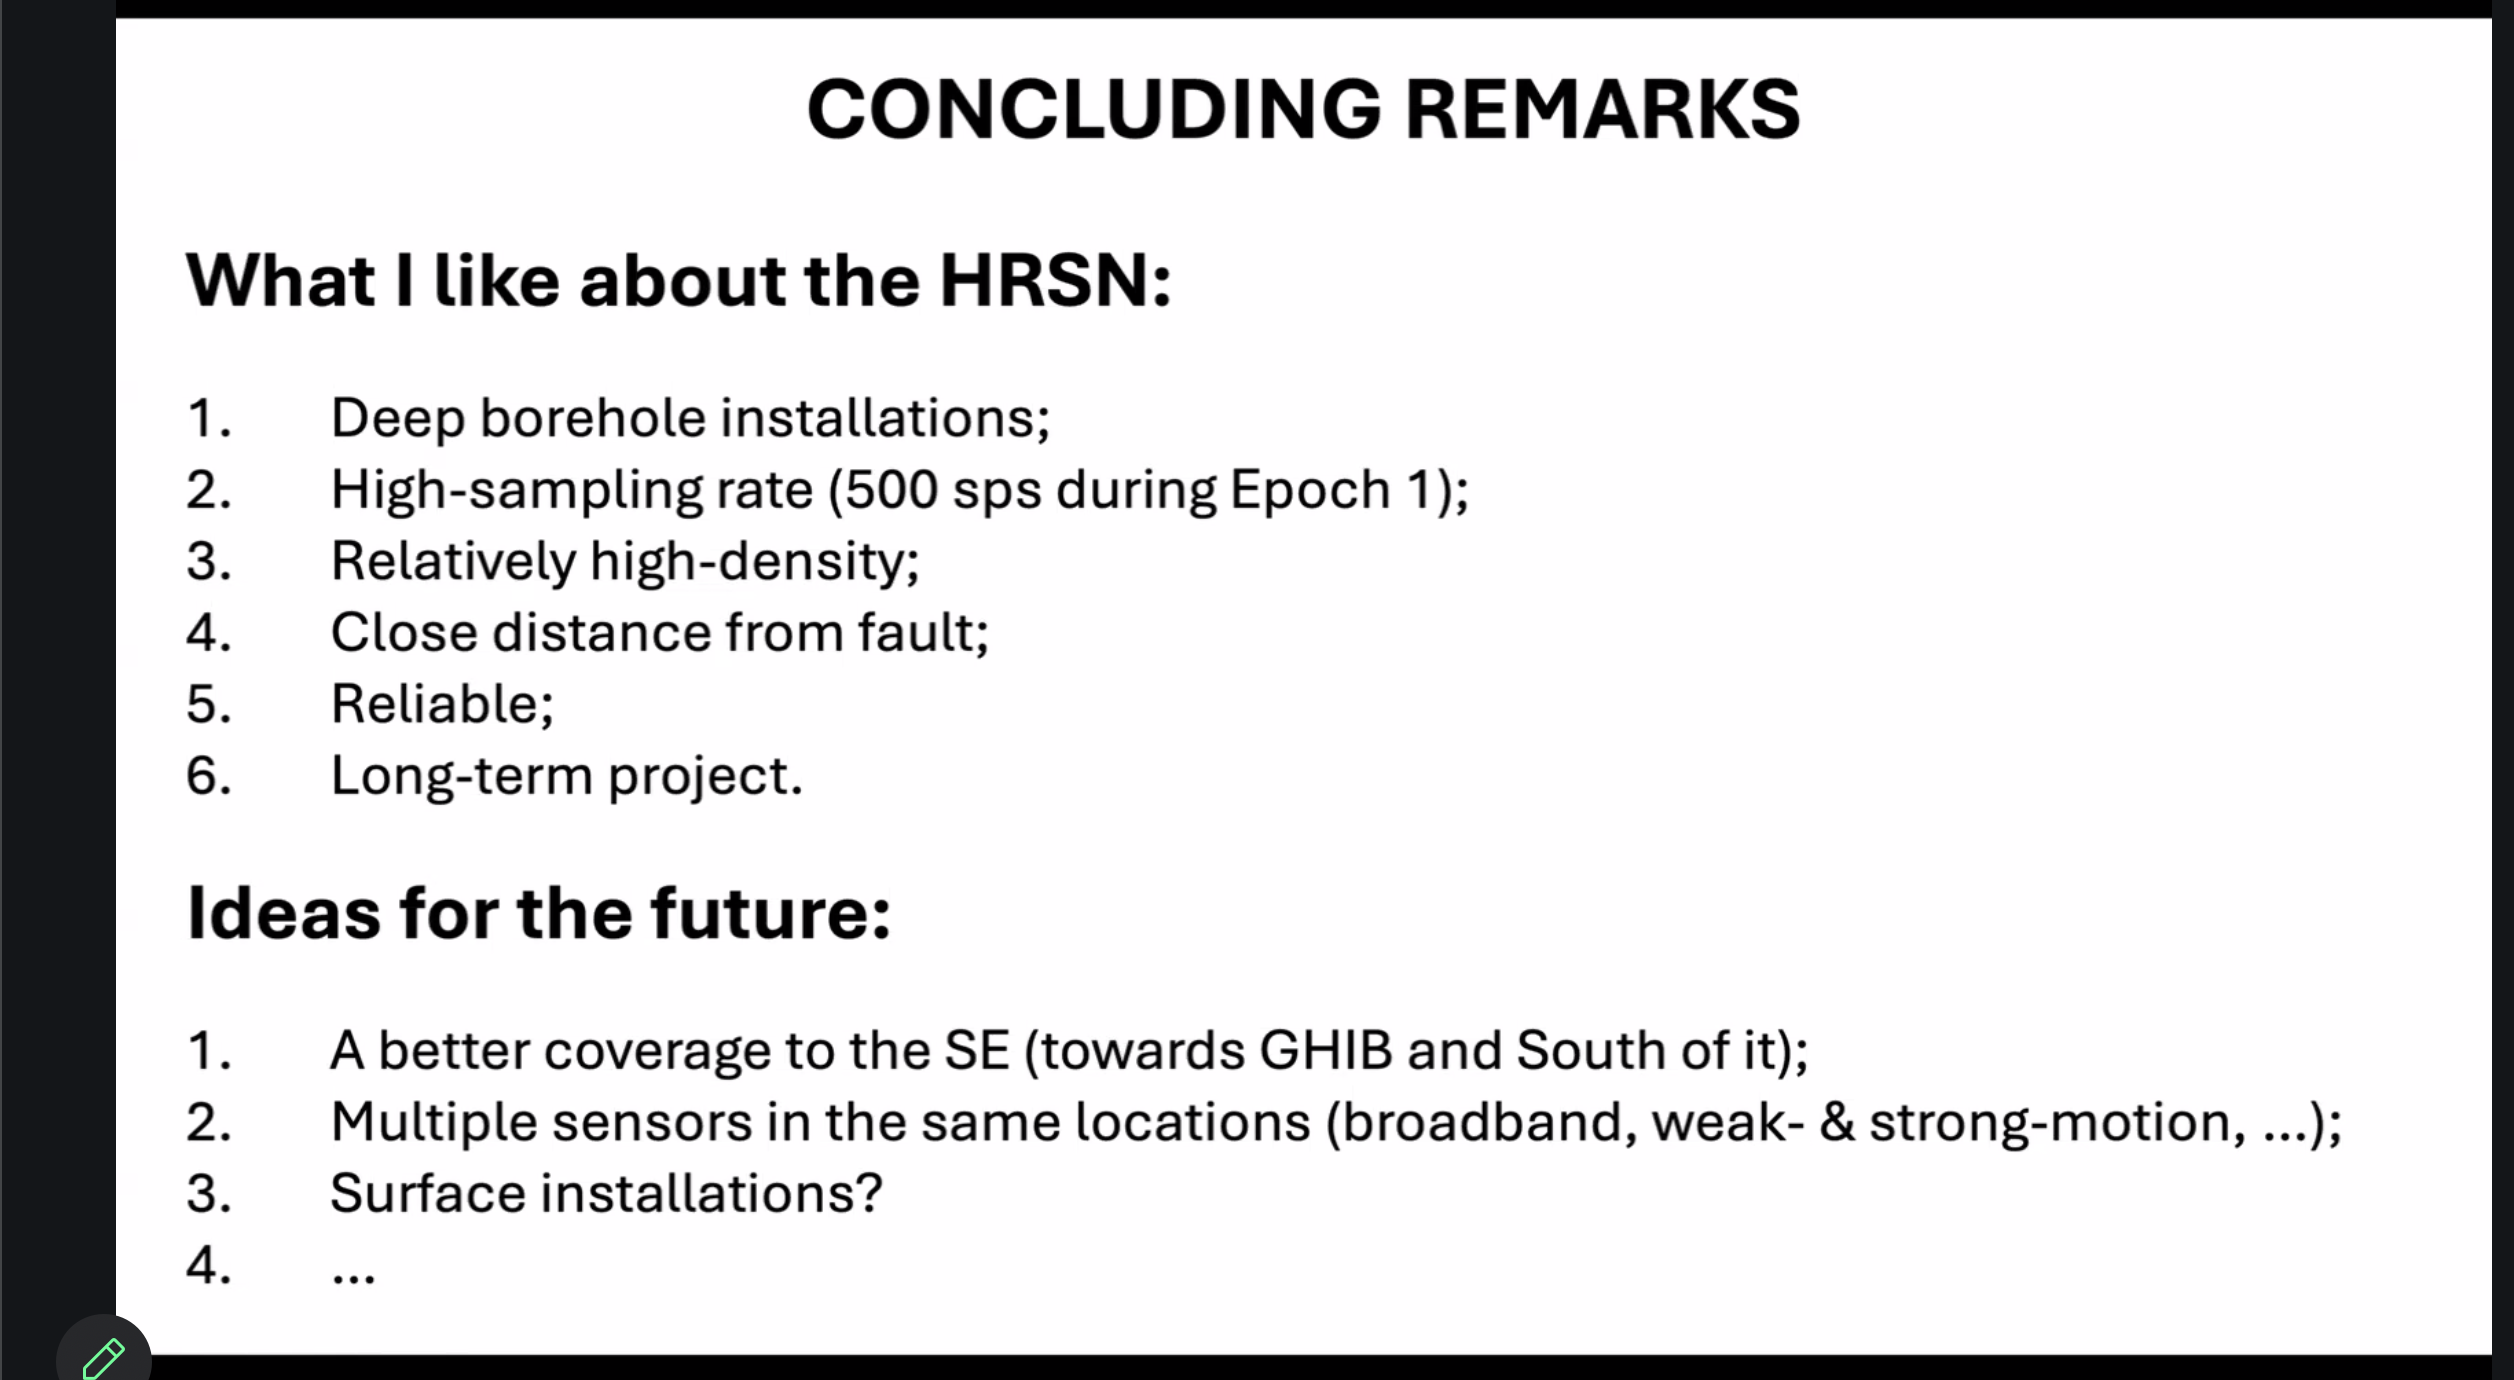 CONCLUDING REMARKS
What I like about the HRSN:
1. Deep borehole installations;
2. High-sampling rate (500 sps during Epoch 1);
3. Relatively high-density;
4. Close distance from fault;
5. Reliable;
6. Long-term project.
Ideas for the future:
1. A better coverage to the SE (towards GHIB and South of it);
2. Multiple sensors in the same locations (broadband, weak- & strong-motion, ...);
3. Surface installations?
4. ...